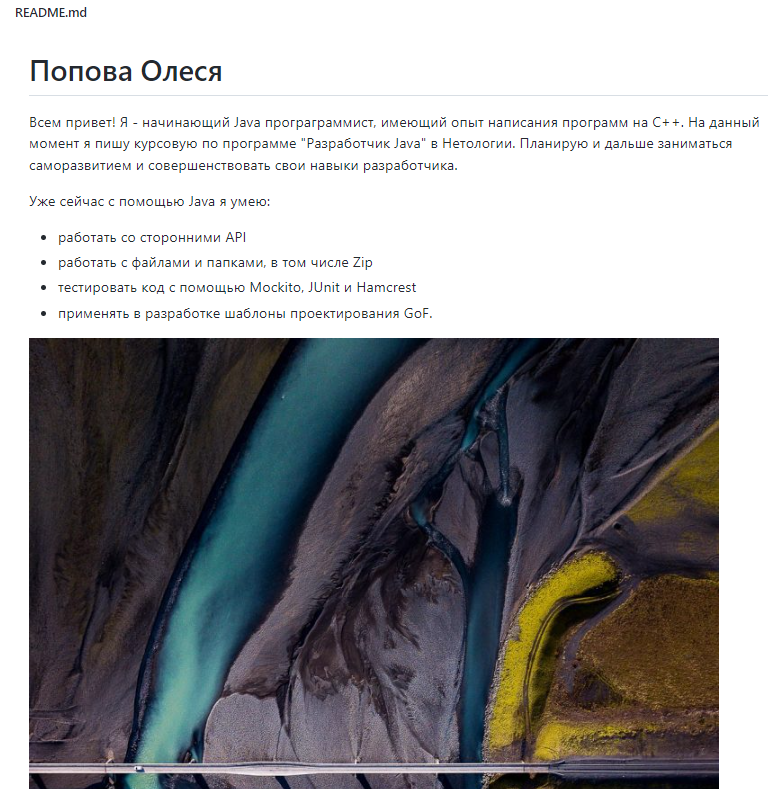 README.md
Попова Олеся
Всем привет! Я - начинающий Java програграммист, имеющий опыт написания программ на C++. На данный
момент я пишу курсовую по программе "Разработчик Java" в Нетологии. Планирую и дальше заниматься
саморазвитием и совершенствовать свои навыки разработчика.
Уже сейчас с помощью Java я умею:
• работать со сторонними API
• работать с файлами и папками, в том числе Zip
• тестировать код с помощью Mockito, JUnit и Hamcrest
• применять в разработке шаблоны проектирования GoF.